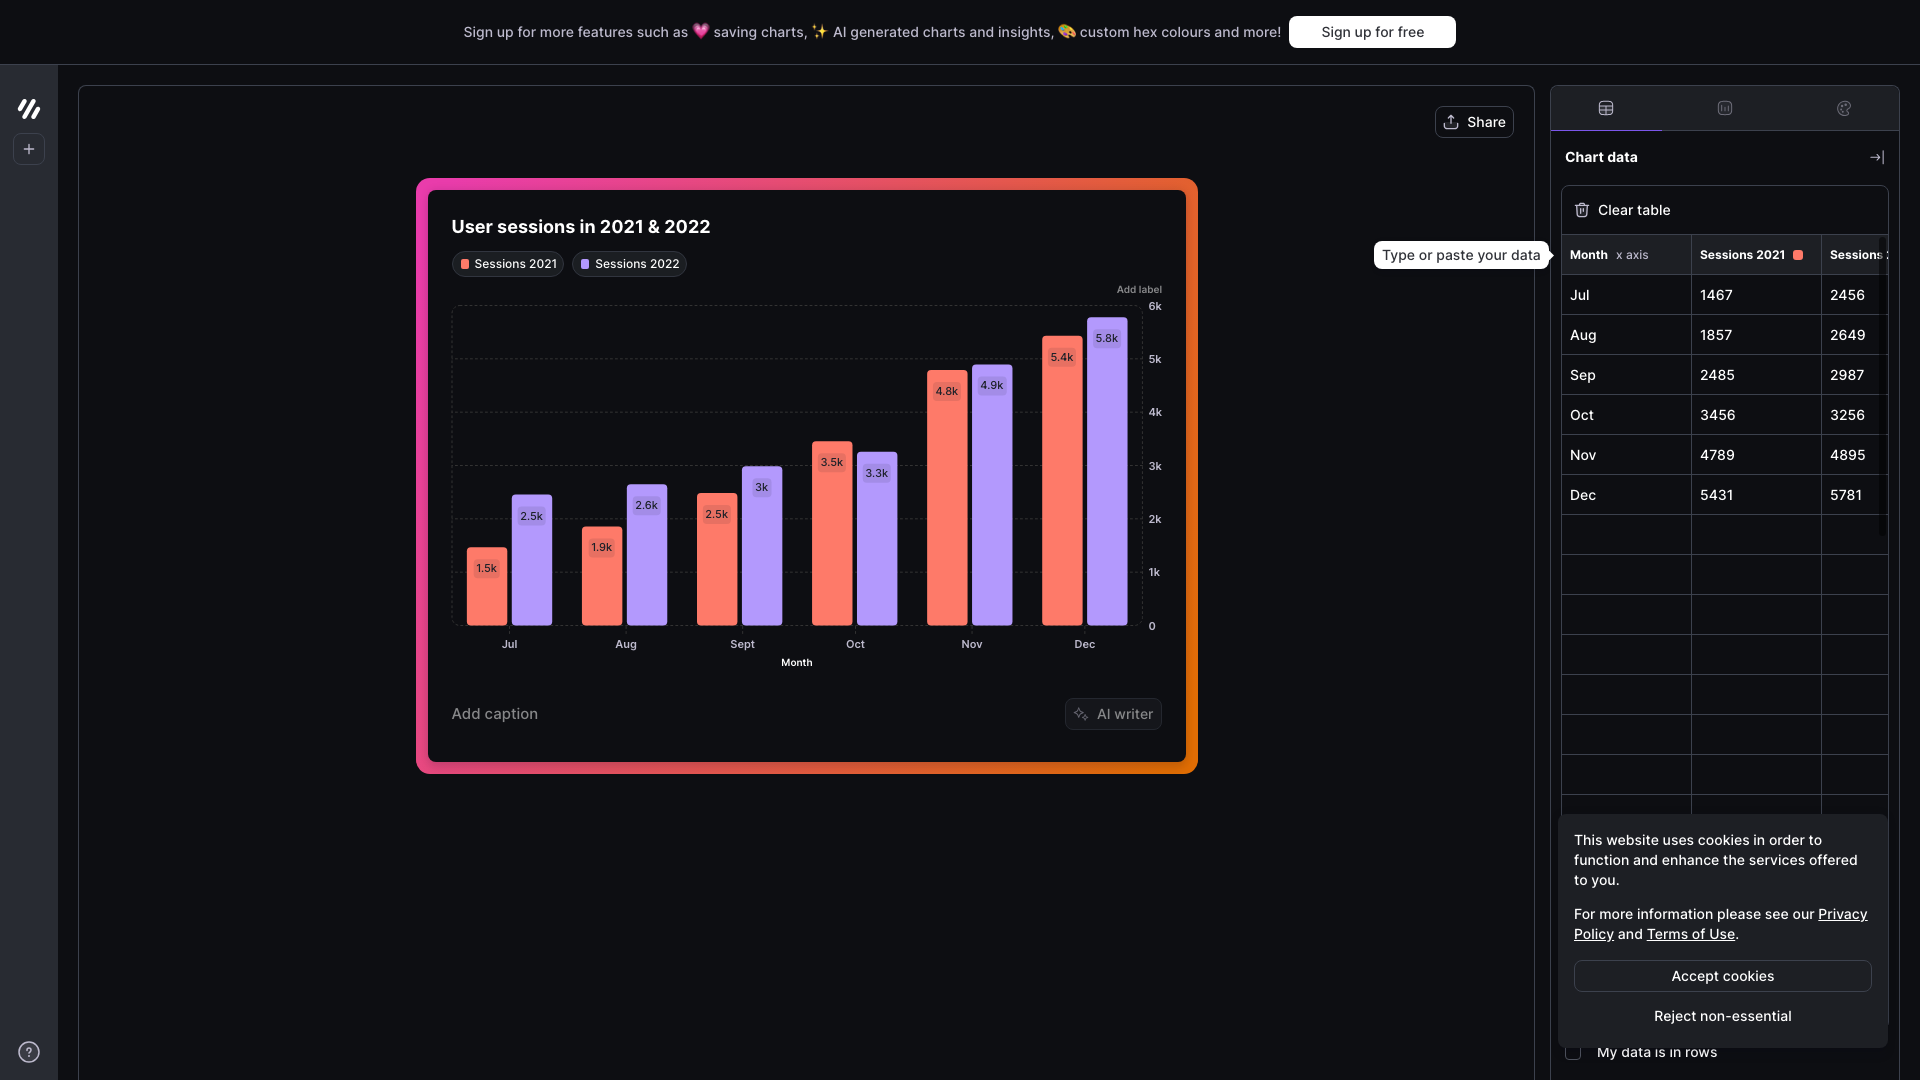 Sign up for more features such as 💗 saving charts, ✨ AI generated charts and insights, 🎨 custom hex colours and more!
Sign up for free
Share
User sessions in 2021 & 2022
Sessions 2021
Sessions 2022
Add label
6k
5k
4k
3k
2k
1k
0
1.5k
2.5k
1.9k
2.6k
2.5k
3k
3.5k
3.3k
4.8k
4.9k
5.4k
5.8k
Jul
Aug
Sept
Oct
Nov
Dec
Month
Add caption
AI writer
Chart data
Clear table
Type or paste your data
Month x axis Sessions 2021 Sessions
Jul 1467 2456
Aug 1857 2649
Sep 2485 2987
Oct 3456 3256
Nov 4789 4895
Dec 5431 5781
This website uses cookies in order to
function and enhance the services offered
to you.
For more information please see our Privacy
Policy and Terms of Use.
Accept cookies
Reject non-essential
My data is in rows